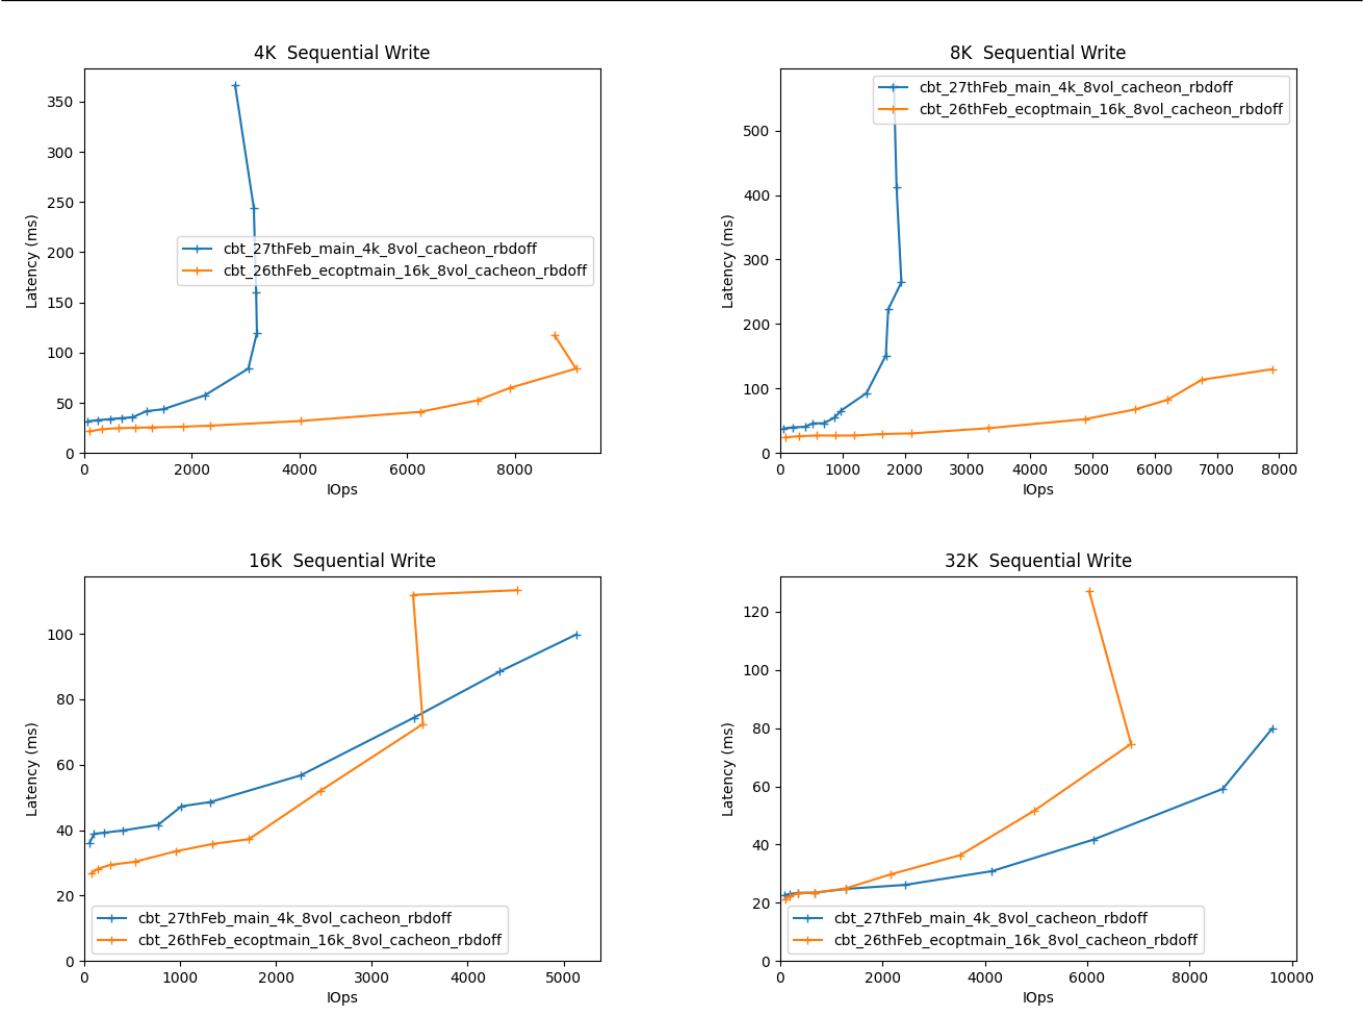 4K  Sequential Write
Latency (ms)
350
300
250
200
150
100
50
0
cbt_27thFeb_main_4k_8vol_cacheon_rbdoff
cbt_26thFeb_ecoptmain_16k_8vol_cacheon_rbdoff
0 2000 4000 6000 8000
IOps
8K  Sequential Write
Latency (ms)
500
400
300
200
100
0
cbt_27thFeb_main_4k_8vol_cacheon_rbdoff
cbt_26thFeb_ecoptmain_16k_8vol_cacheon_rbdoff
0 1000 2000 3000 4000 5000 6000 7000 8000
IOps
16K  Sequential Write
Latency (ms)
100
80
60
40
20
0
cbt_27thFeb_main_4k_8vol_cacheon_rbdoff
cbt_26thFeb_ecoptmain_16k_8vol_cacheon_rbdoff
0 1000 2000 3000 4000 5000
IOps
32K  Sequential Write
Latency (ms)
120
100
80
60
40
20
0
cbt_27thFeb_main_4k_8vol_cacheon_rbdoff
cbt_26thFeb_ecoptmain_16k_8vol_cacheon_rbdoff
0 2000 4000 6000 8000 10000
IOps